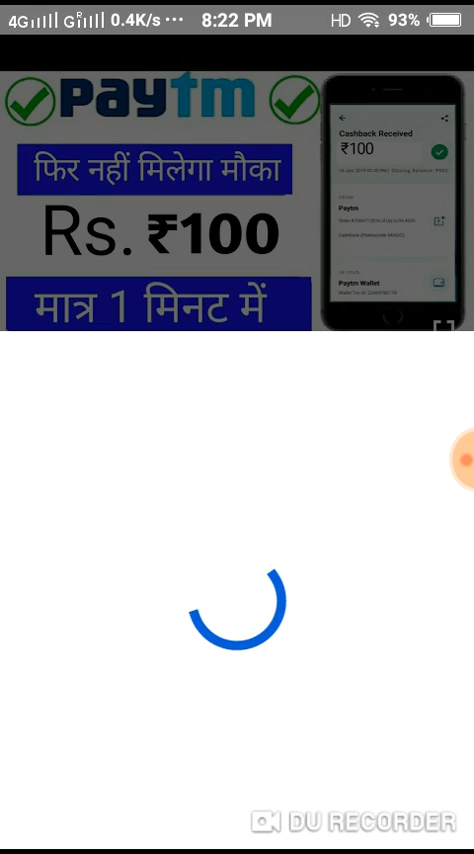 4G G R 0.4K/s ··· 8:22 PM HD 93%
paytm
फिर नहीं मिलेगा मौका
Rs. ₹100
मात्र 1 मिनट में
Cashback Received
₹100
Paytm
Paytm Wallet
DU RECORDER